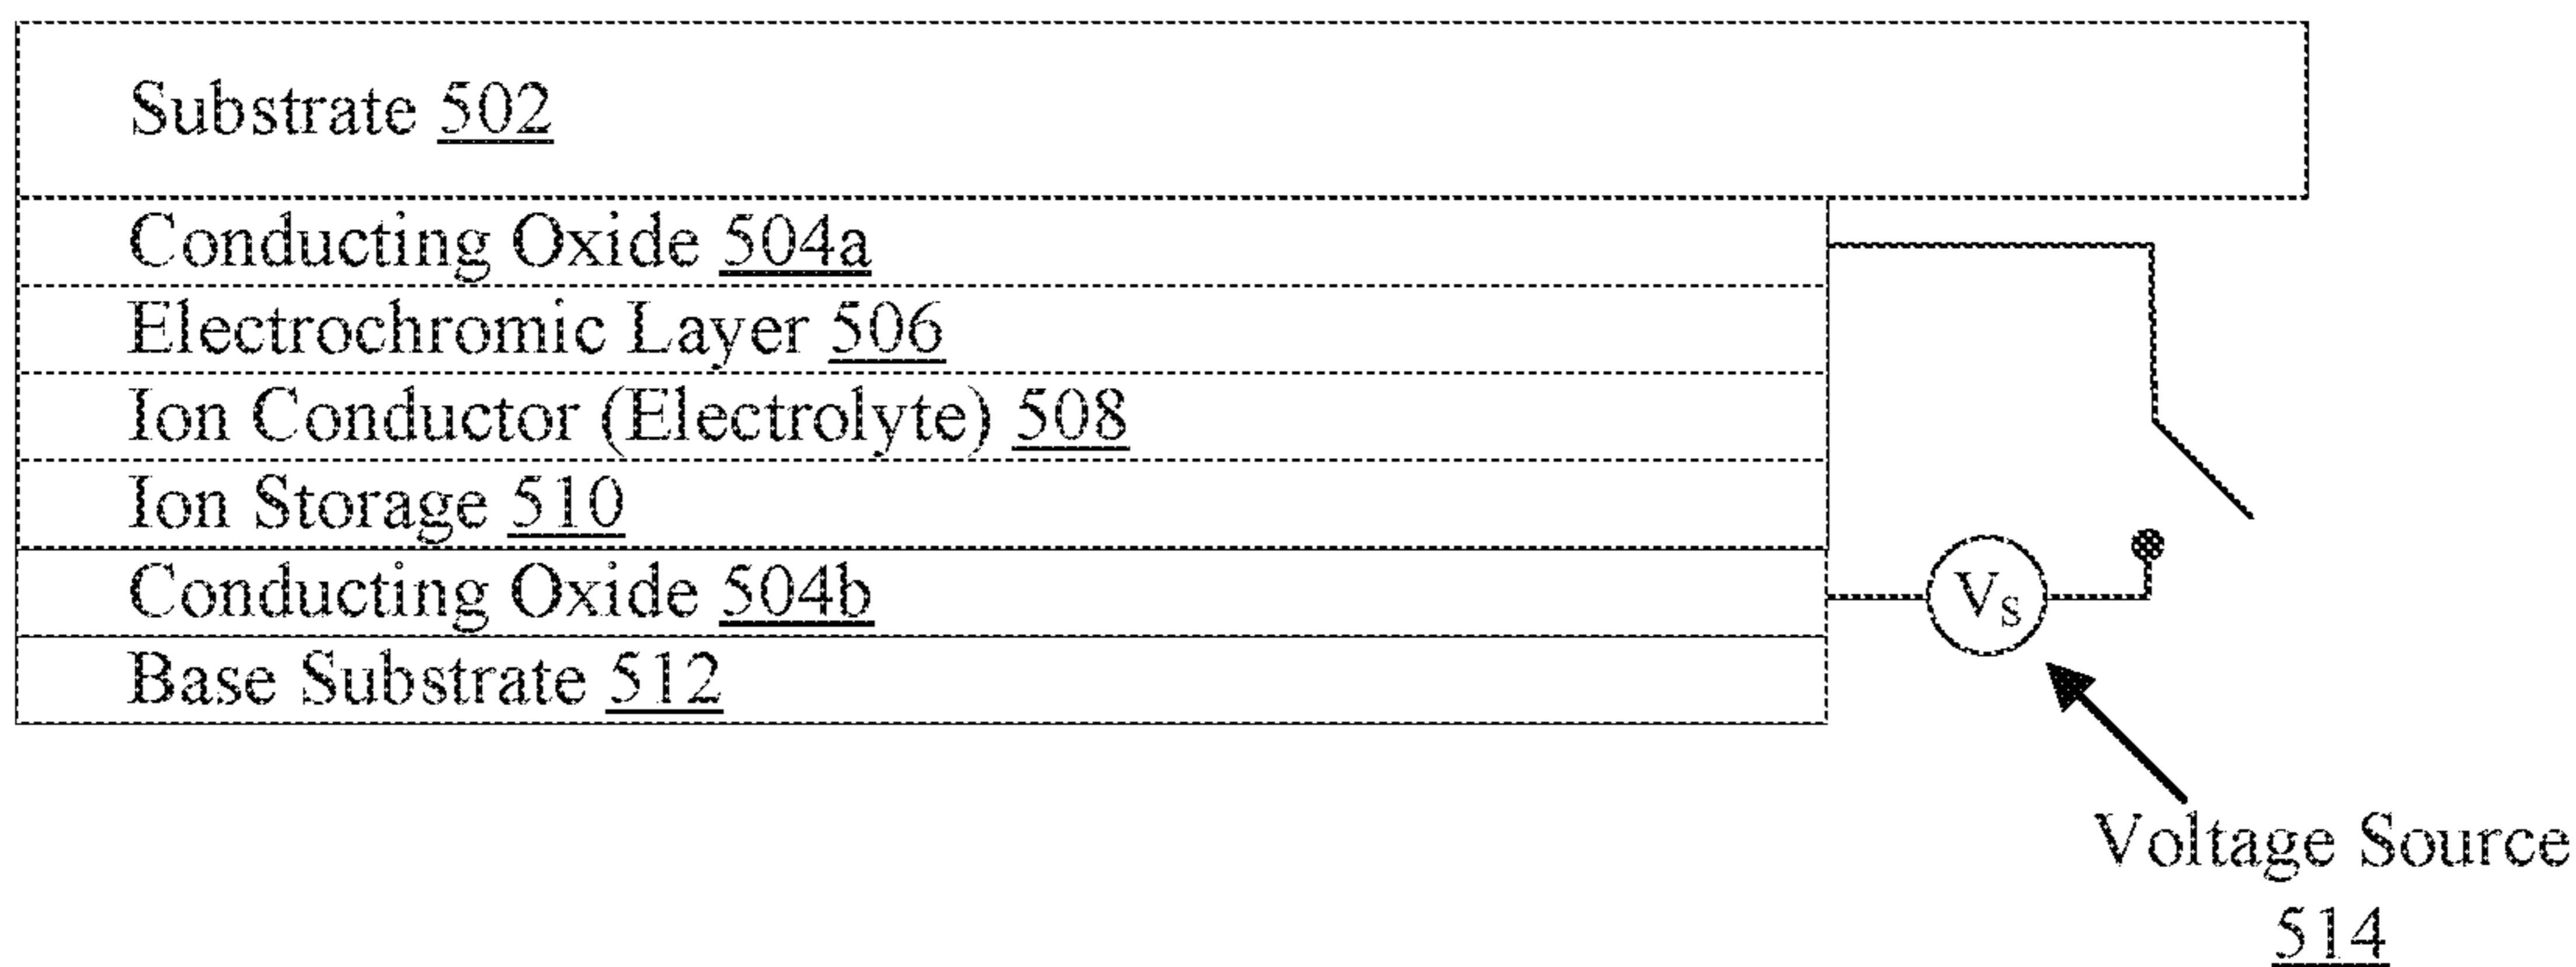 Substrate 502
Conducting Oxide 504a
Electrochromic Layer 506
Ion Conductor (Electrolyte) 508
Ion Storage 510
Conducting Oxide 504b
Base Substrate 512
VS
Voltage Source
514